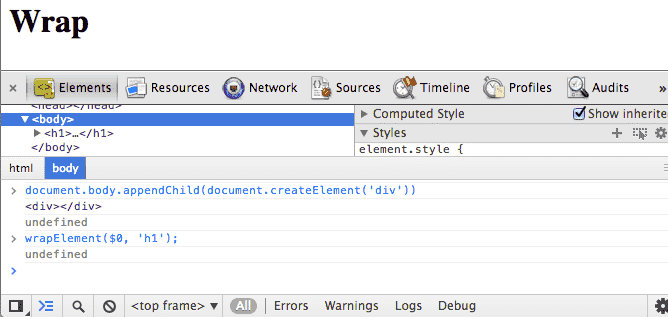 Wrap
× Elements Resources Network Sources Timeline Profiles Audits »
<head></head>
▼<body>
▶<h1>…</h1>
</body>
▶ Computed Style Show inherite
▼ Styles
element.style {
html body
> document.body.appendChild(document.createElement('div'))
<div></div>
undefined
> wrapElement($0, 'h1');
undefined
>
<top frame> ▼ All Errors Warnings Logs Debug